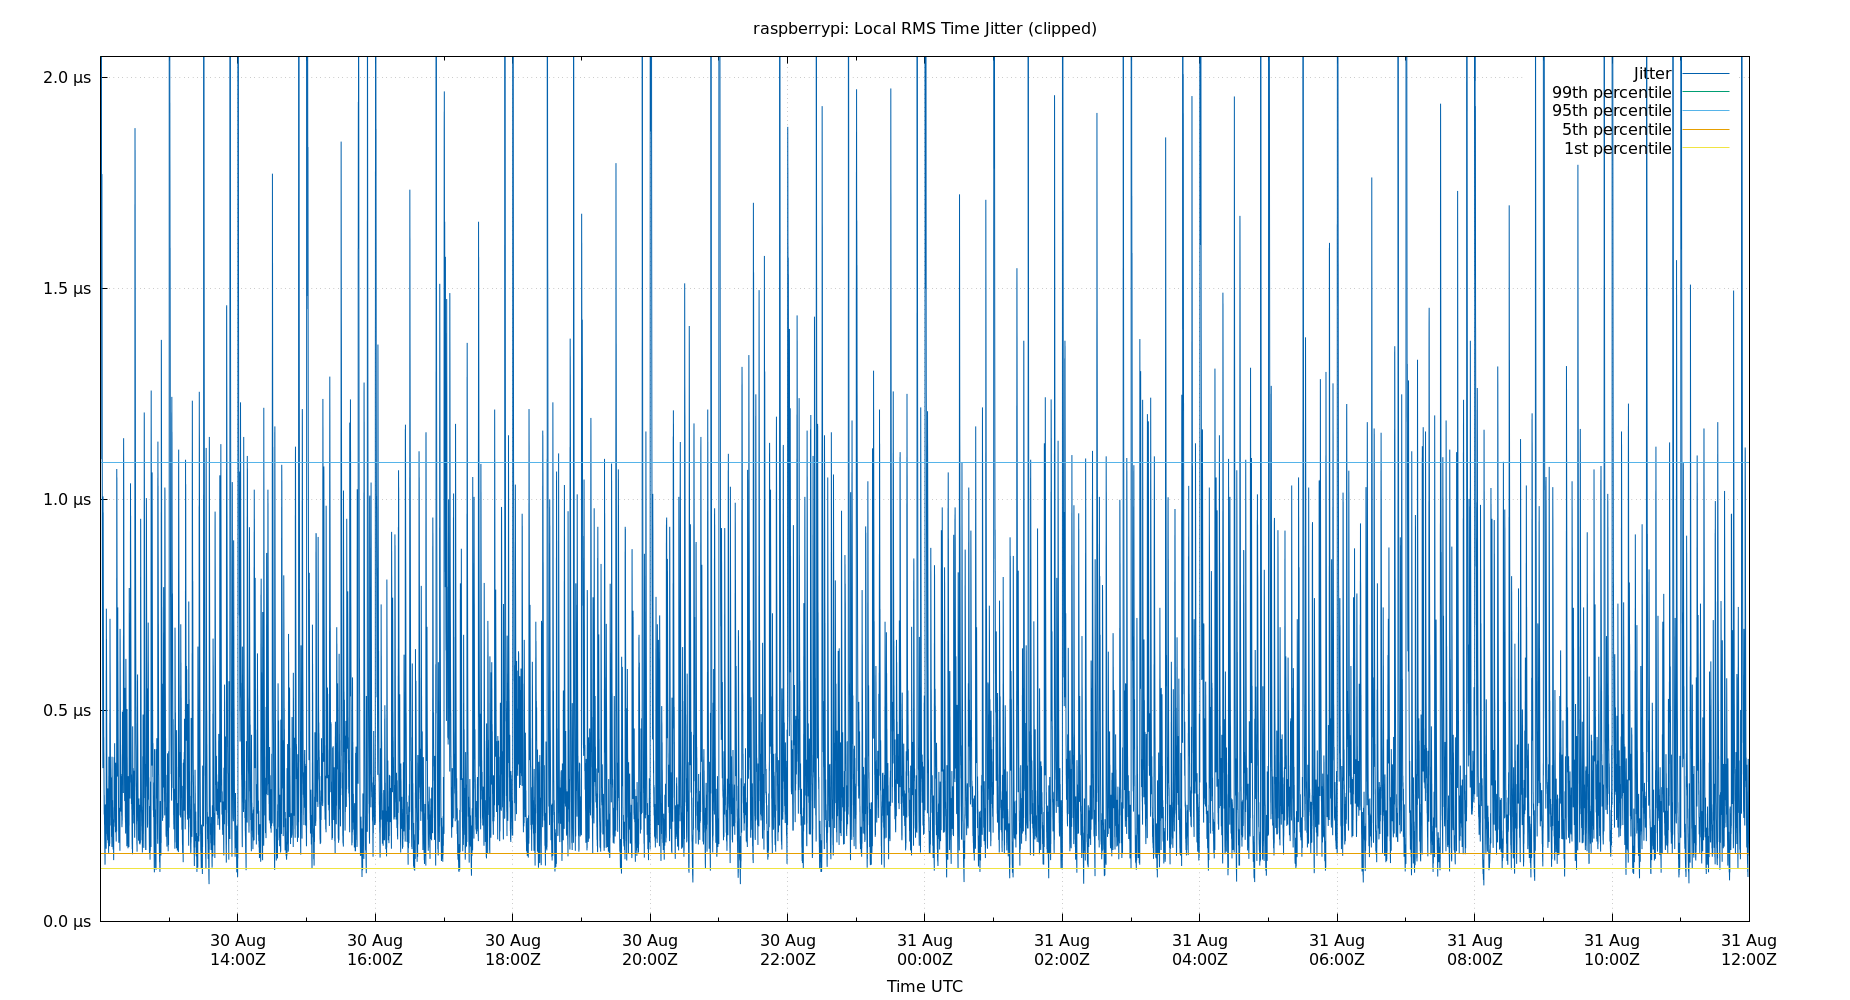 raspberrypi: Local RMS Time Jitter (clipped)
2.0 μs
1.5 μs
1.0 μs
0.5 μs
0.0 μs
Jitter
99th percentile
95th percentile
5th percentile
1st percentile
30 Aug 30 Aug 30 Aug 30 Aug 30 Aug 31 Aug 31 Aug 31 Aug 31 Aug 31 Aug 31 Aug 31 Aug
14:00Z 16:00Z 18:00Z 20:00Z 22:00Z 00:00Z 02:00Z 04:00Z 06:00Z 08:00Z 10:00Z 12:00Z
Time UTC